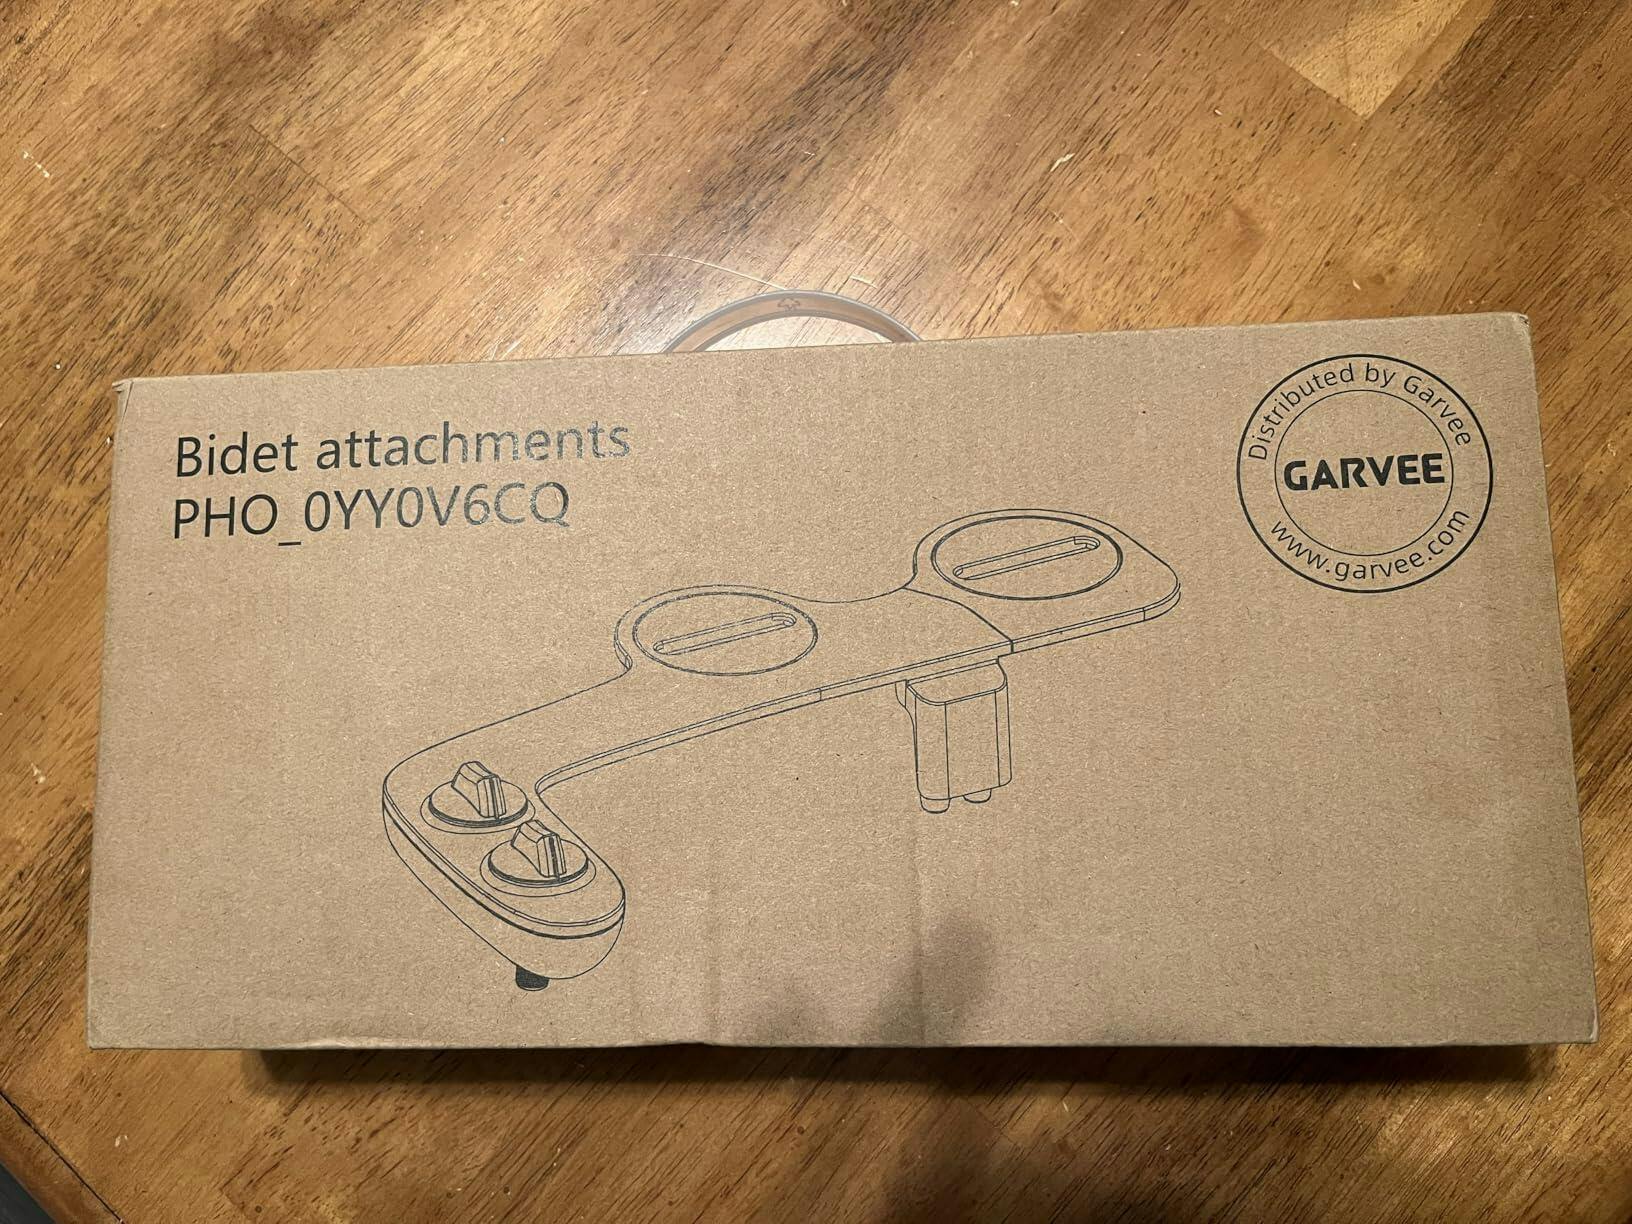 Bidet attachments
PHO_0YY0V6CQ
Distributed by Garvee
GARVEE
www.garvee.com